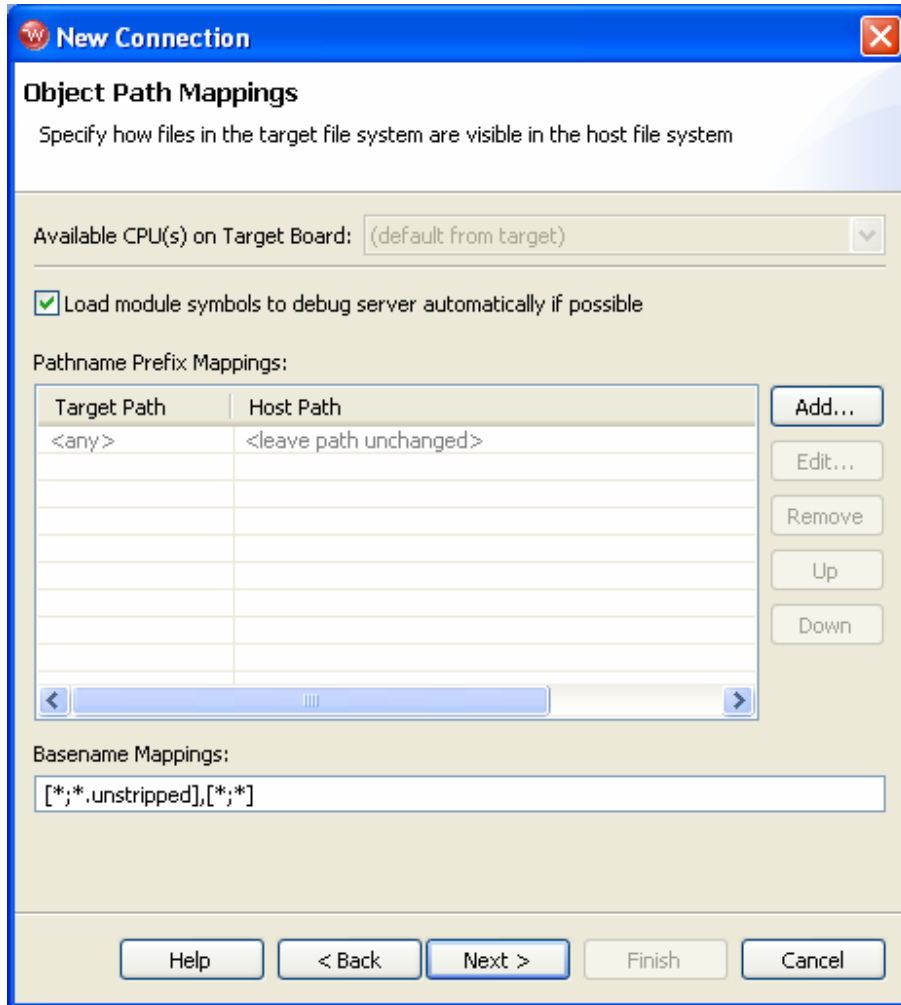 New Connection
Object Path Mappings
Specify how files in the target file system are visible in the host file system
Available CPU(s) on Target Board: (default from target)
Load module symbols to debug server automatically if possible
Pathname Prefix Mappings:
Target Path Host Path
<any> <leave path unchanged>
Add...
Edit...
Remove
Up
Down
Basename Mappings:
[*;*.unstripped],[*;*]
Help < Back Next > Finish Cancel